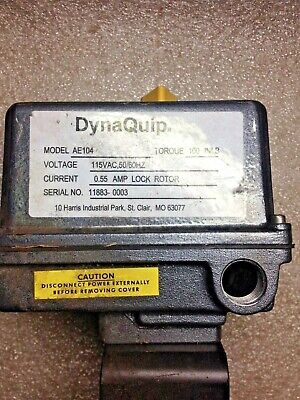 DynaQuip.
MODEL AE104 TORQUE 100
VOLTAGE 115VAC,50/60HZ
CURRENT 0.55 AMP LOCK ROTOR
SERIAL NO. 11883- 0003
10 Harris Industrial Park, St. Clair, MO 63077
CAUTION
DISCONNECT POWER EXTERNALLY
BEFORE REMOVING COVER